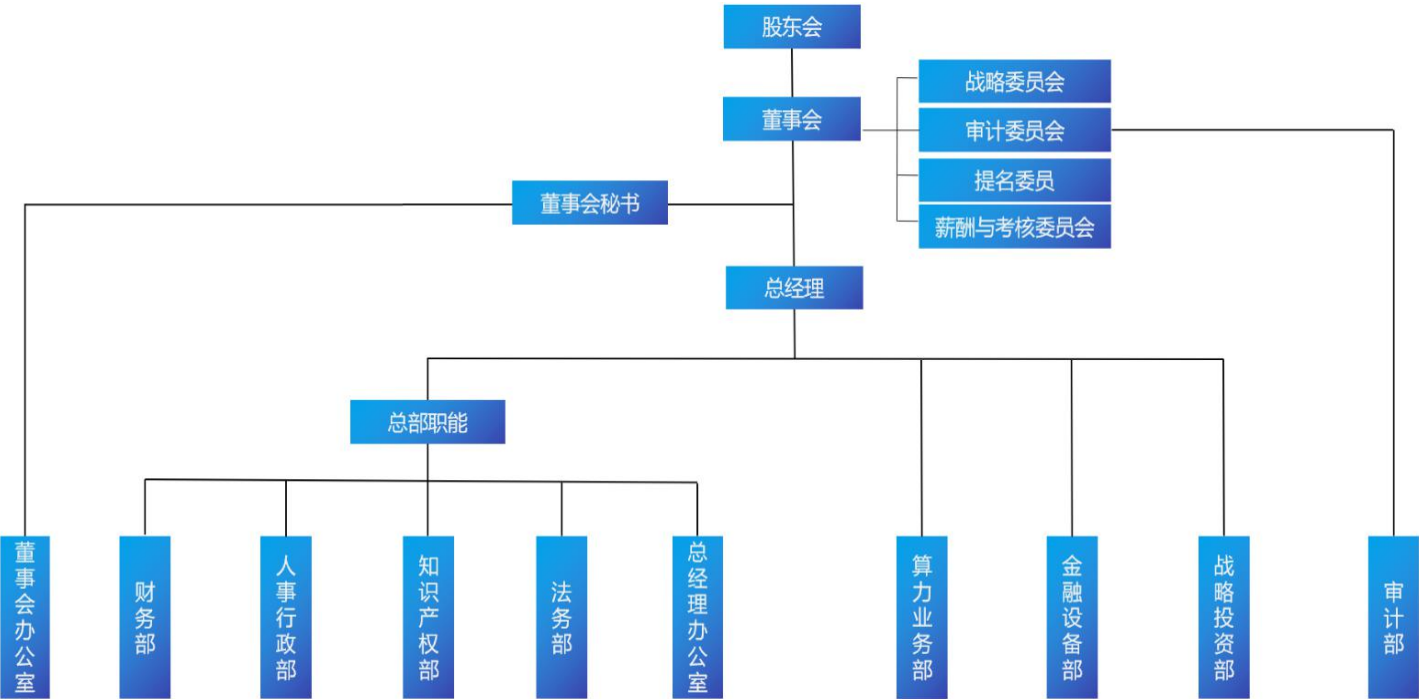 股东会
董事会
战略委员会
审计委员会
提名委员
薪酬与考核委员会
董事会秘书
总经理
总部职能
董事会办公室
财务部
人事行政部
知识产权部
法务部
总经理办公室
算力业务部
金融设备部
战略投资部
审计部